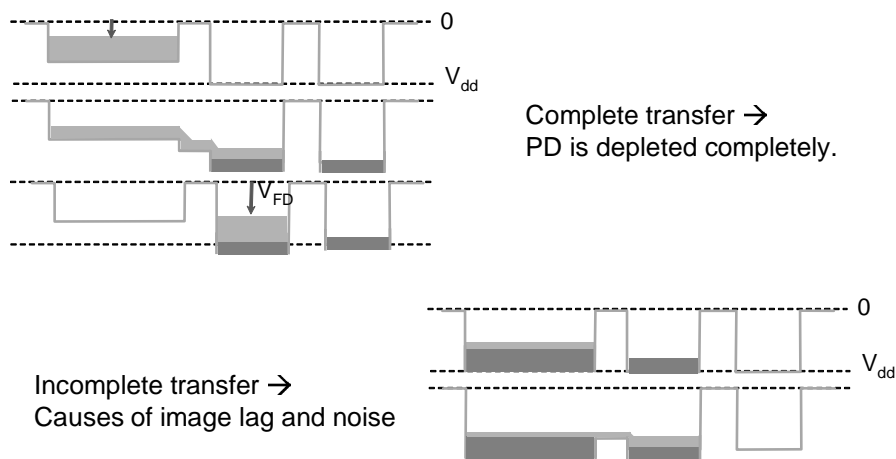 0
V_dd
Complete transfer →
PD is depleted completely.
V_FD
0
V_dd
Incomplete transfer →
Causes of image lag and noise